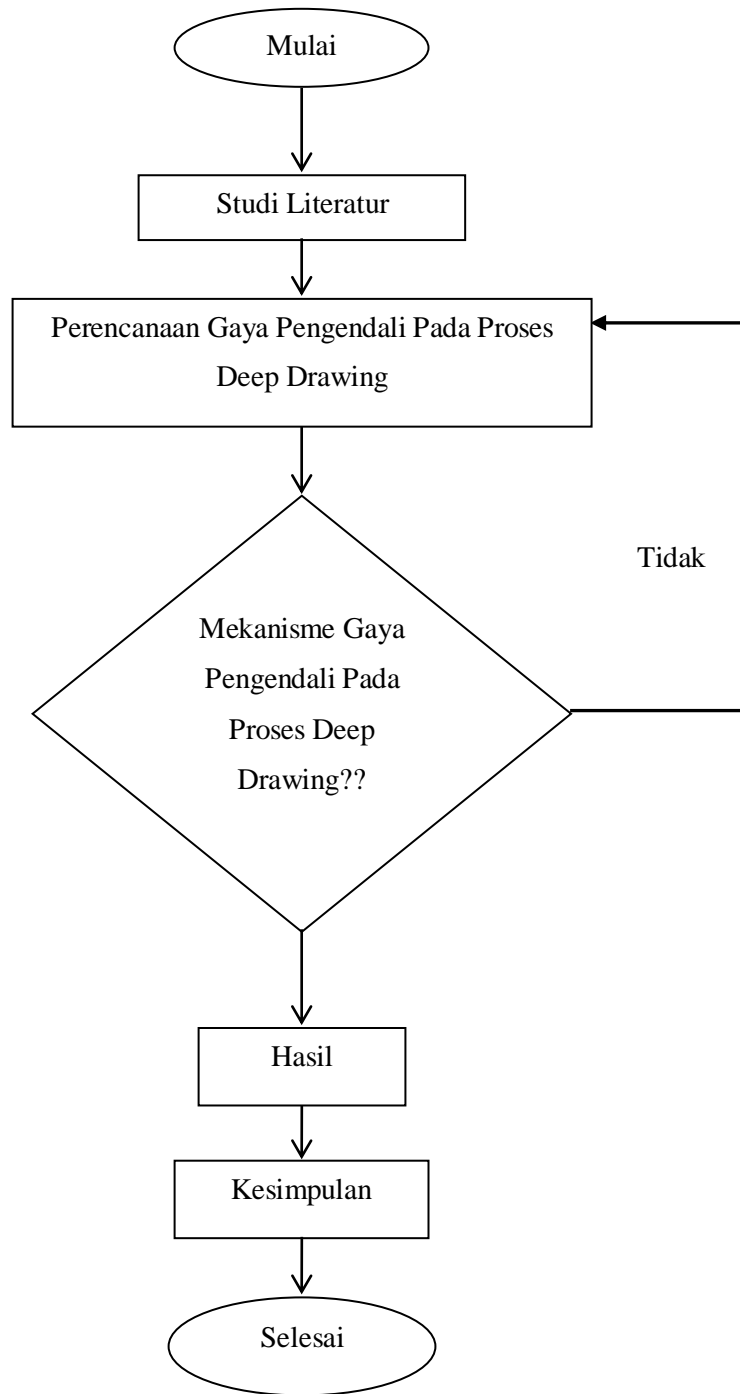 Mulai
Studi Literatur
Perencanaan Gaya Pengendali Pada Proses
Deep Drawing
Tidak
Mekanisme Gaya
Pengendali Pada
Proses Deep
Drawing??
Hasil
Kesimpulan
Selesai